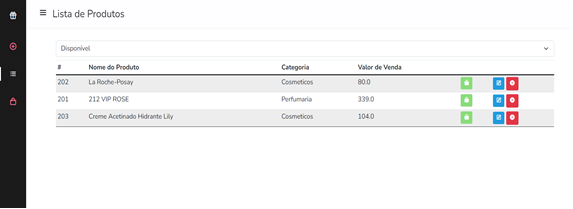 Lista de Produtos
Disponível
# Nome do Produto Categoria Valor de Venda
202 La Roche-Posay Cosmeticos 80.0
201 212 VIP ROSE Perfumaria 339.0
203 Creme Acetinado Hidrante Lily Cosmeticos 104.0